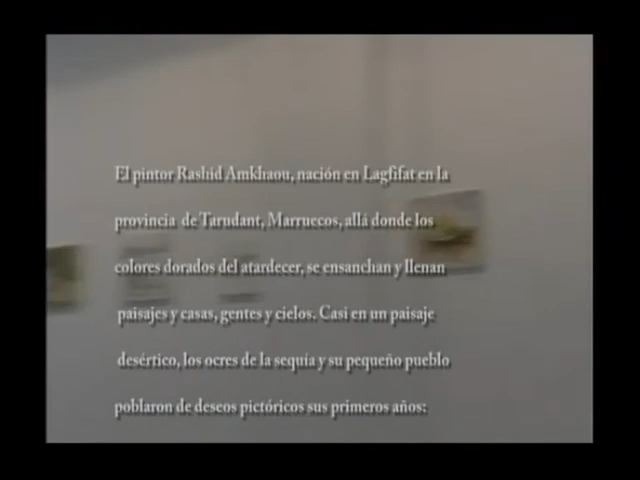 El pintor Rashid Amkhaou, nación en Lagfifat en la
provincia de Tarudant, Marruecos, allá donde los
colores dorados del atardecer, se ensanchan y llenan
paisajes y casas, gentes y cielos. Casi en un paisaje
desértico, los ocres de la sequía y su pequeño pueblo
poblaron de deseos pictóricos sus primeros años: